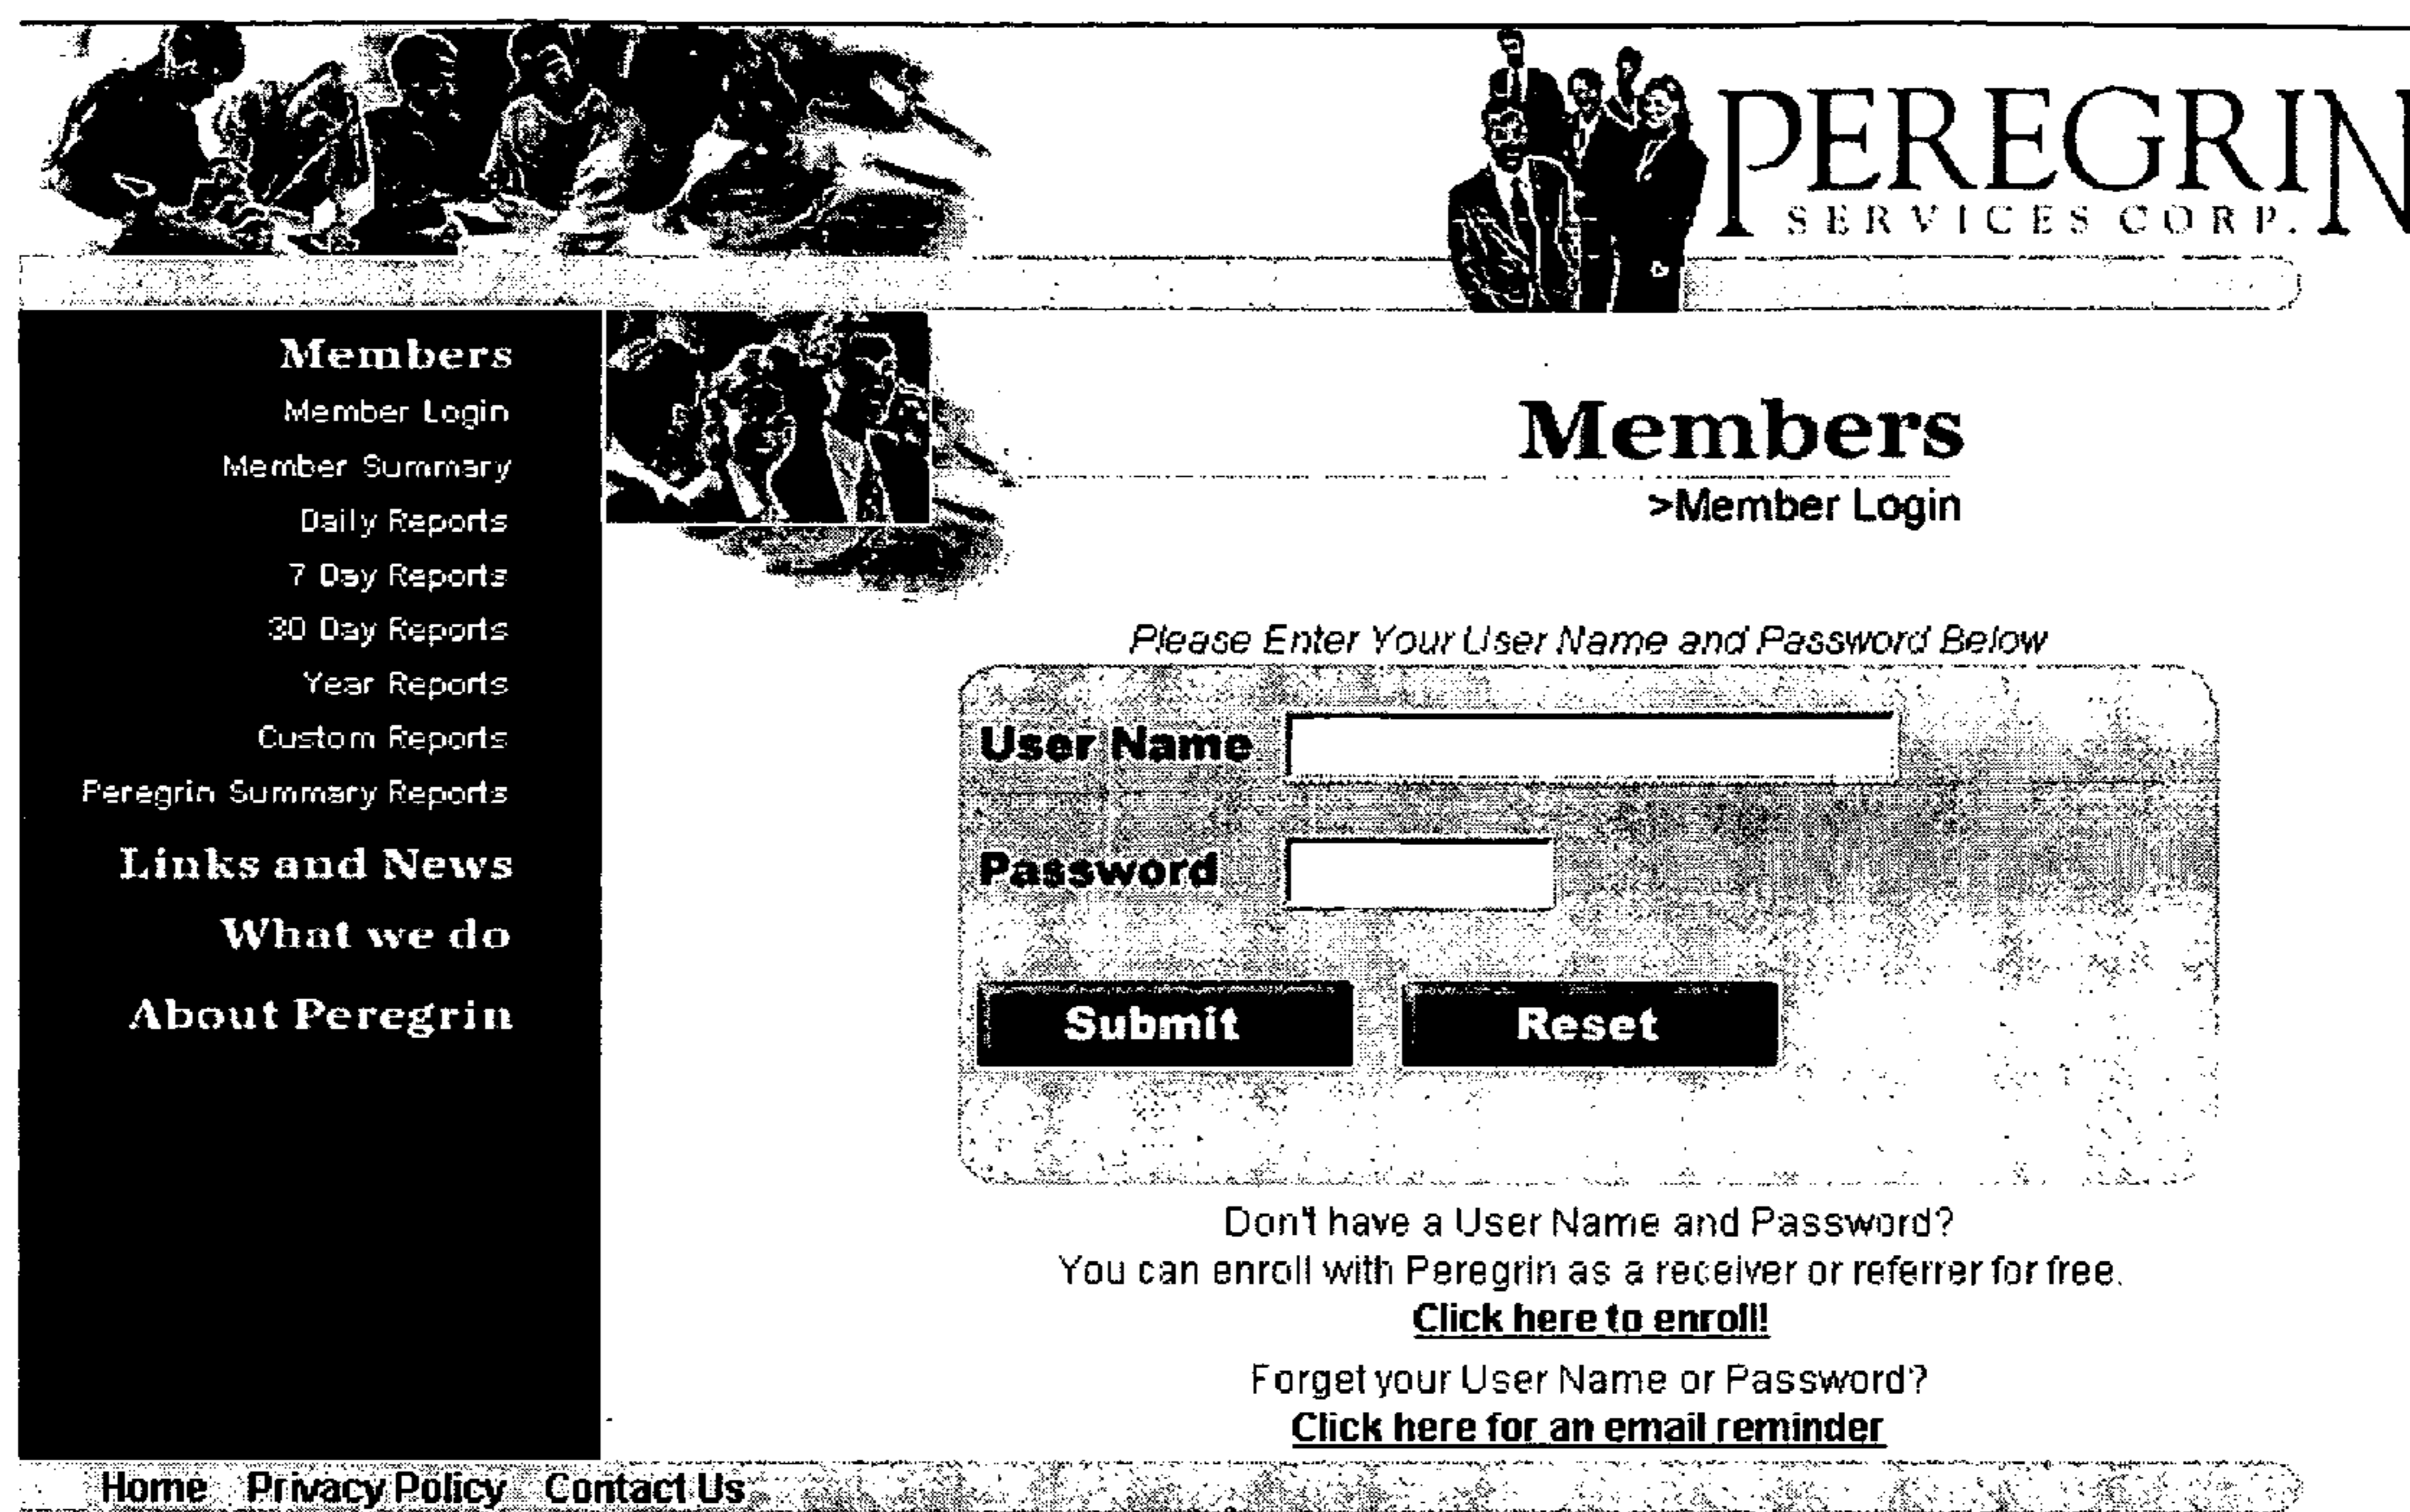 PEREGRIN
SERVICES CORP.
Members
Member Login
Member Summary
Daily Reports
7 Day Reports
30 Day Reports
Year Reports
Custom Reports
Peregrin Summary Reports
Links and News
What we do
About Peregrin
Members
>Member Login
Please Enter Your User Name and Password Below
User Name
Password
Submit
Reset
Don't have a User Name and Password?
You can enroll with Peregrin as a receiver or referrer for free.
Click here to enroll!
Forget your User Name or Password?
Click here for an email reminder
Home Privacy Policy Contact Us